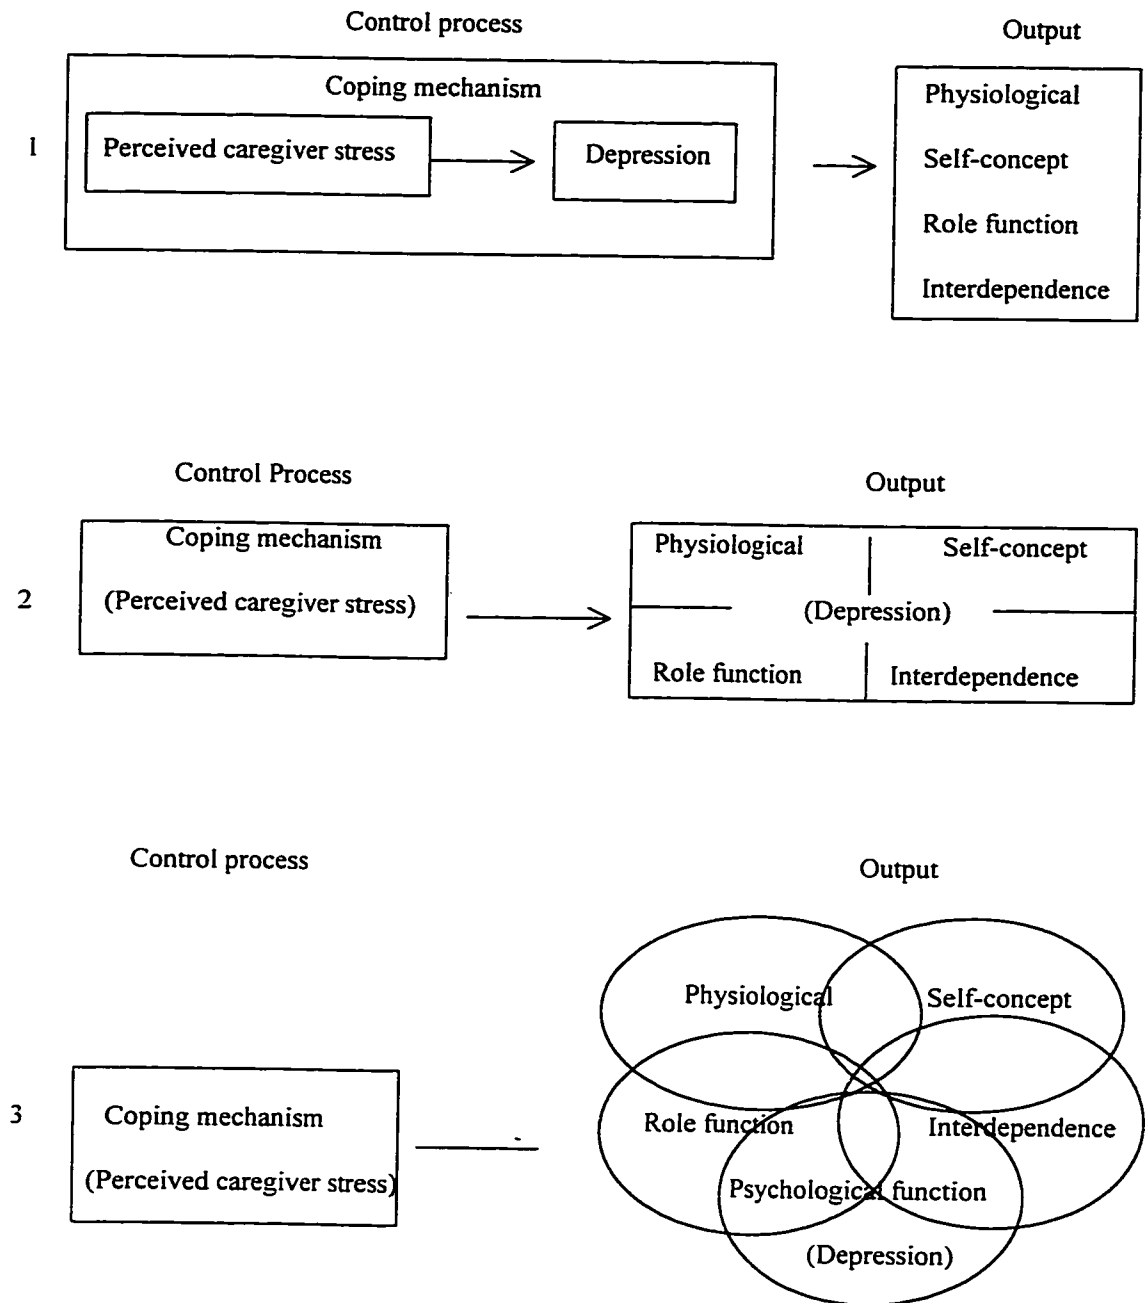 Control process
Output
Coping mechanism
1
Perceived caregiver stress
Depression
Physiological
Self-concept
Role function
Interdependence
Control Process
Output
2
Coping mechanism
(Perceived caregiver stress)
Physiological
Self-concept
(Depression)
Role function
Interdependence
Control process
Output
3
Coping mechanism
(Perceived caregiver stress)
Physiological
Self-concept
Role function
Interdependence
Psychological function
(Depression)